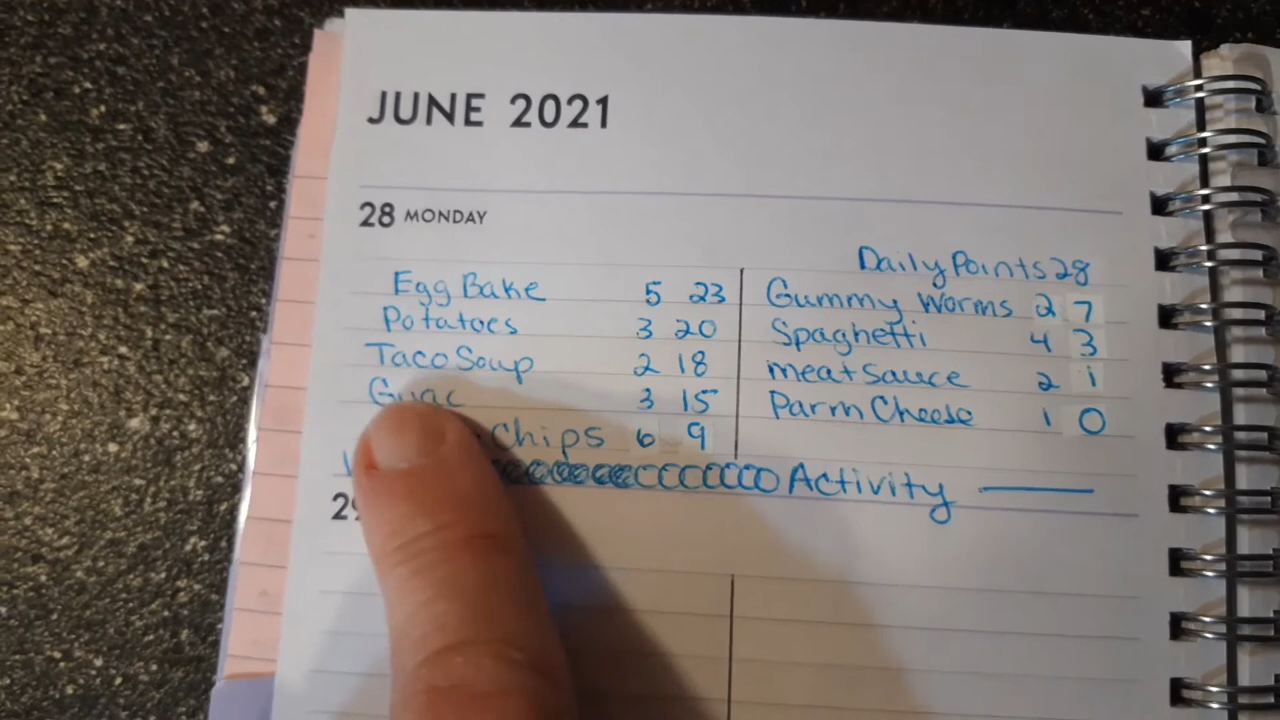 JUNE 2021
28 MONDAY
Daily Points 28
Egg Bake 5 23
Potatoes 3 20
Taco Soup 2 18
Guac 3 15
Chips 6 9
Gummy Worms 2 7
Spaghetti 4 3
meat sauce 2 1
Parm Cheese 1 0
Activity
29